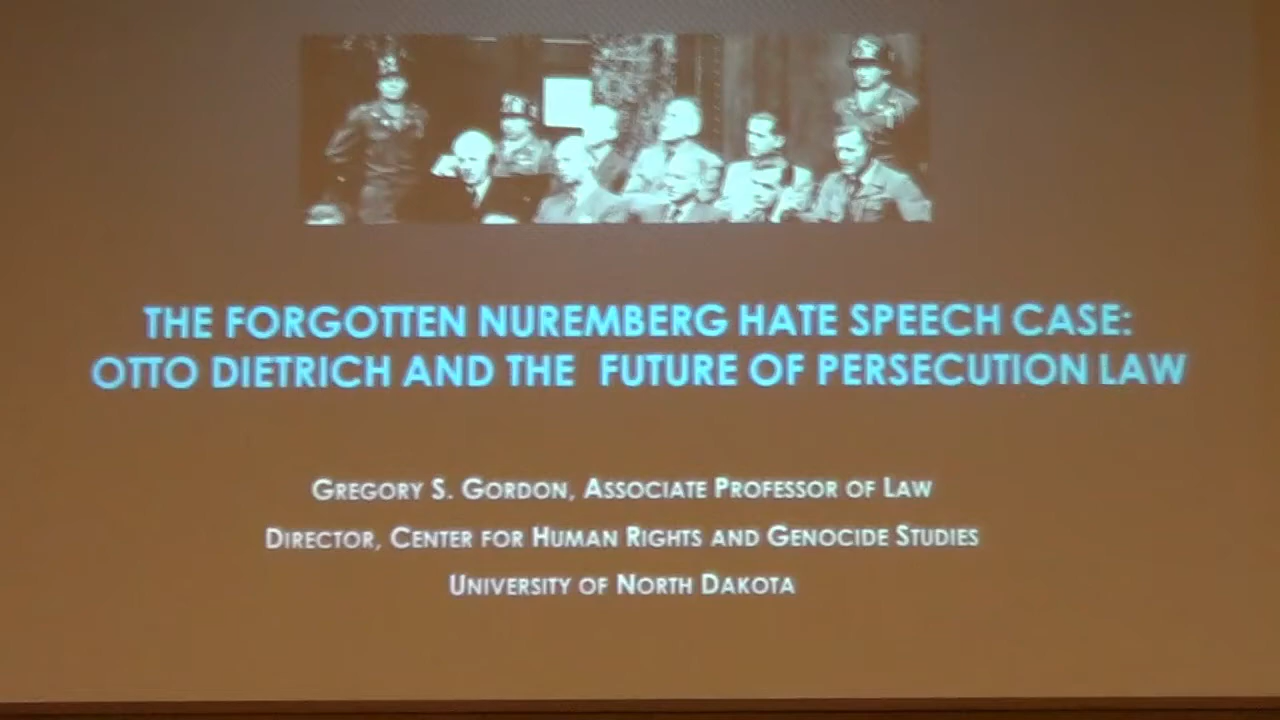 THE FORGOTTEN NUREMBERG HATE SPEECH CASE:
OTTO DIETRICH AND THE FUTURE OF PERSECUTION LAW
GREGORY S. GORDON, ASSOCIATE PROFESSOR OF LAW
DIRECTOR, CENTER FOR HUMAN RIGHTS AND GENOCIDE STUDIES
UNIVERSITY OF NORTH DAKOTA